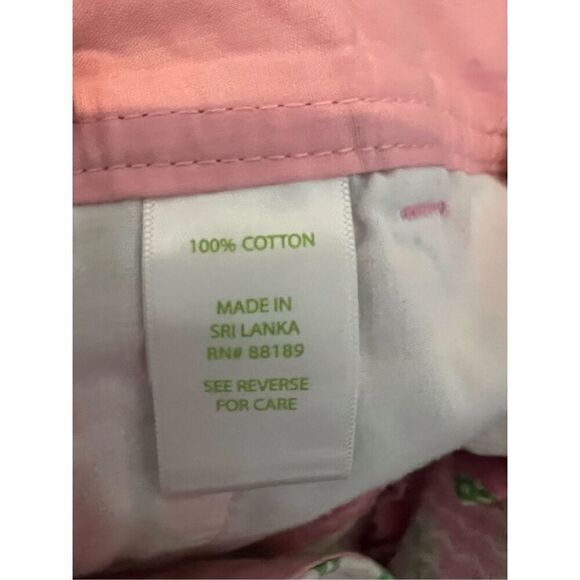 100% COTTON
MADE IN
SRI LANKA
RN# 88189
SEE REVERSE
FOR CARE